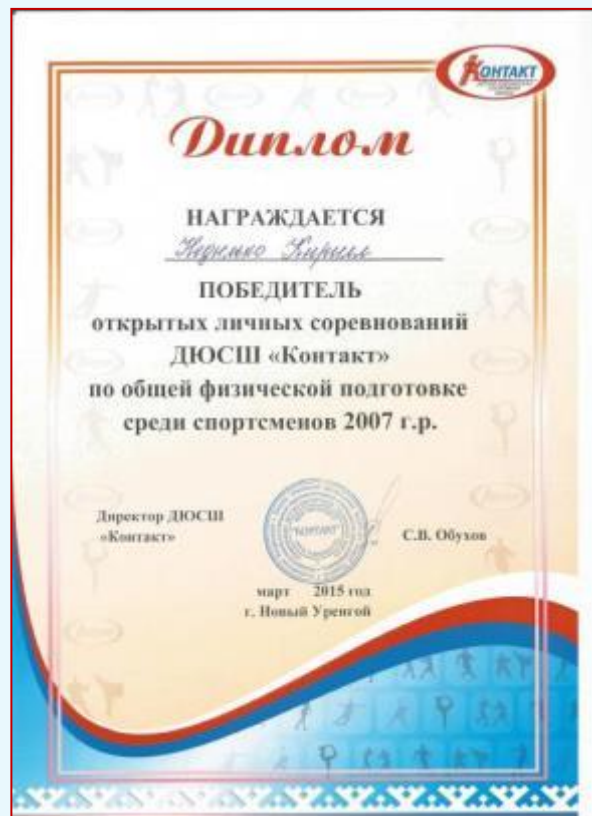 КОНТАКТ
Диплом
НАГРАЖДАЕТСЯ
Кирилл
ПОБЕДИТЕЛЬ
открытых личных соревнований
ДЮСШ «Контакт»
по общей физической подготовке
среди спортсменов 2007 г.р.
Директор ДЮСШ
«Контакт»
"КОНТАКТ"
С.В. Обухов
март 2015 год
г. Новый Уренгой